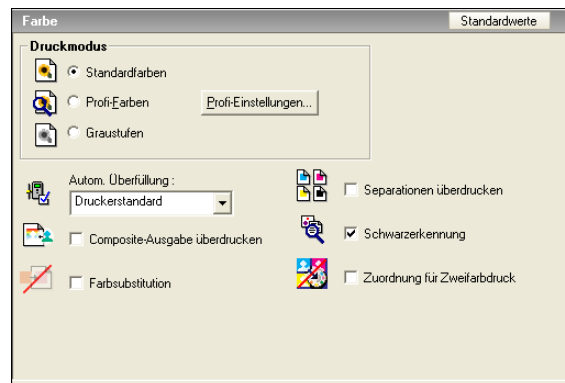 Farbe
Standardwerte
Druckmodus
Standardfarben
Profi-Farben
Profi-Einstellungen...
Graustufen
Autom. Überfüllung :
Druckerstandard
Separationen überdrucken
Composite-Ausgabe überdrucken
Schwarzerkennung
Farbsubstitution
Zuordnung für Zweifarbdruck